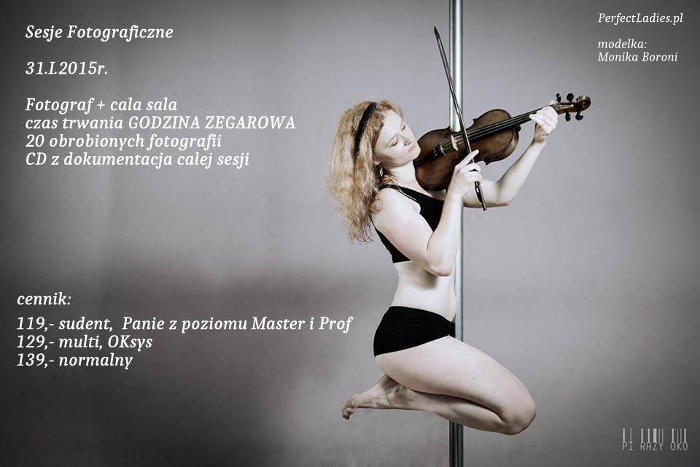 Sesje Fotograficzne
31.I.2015r.
Fotograf + cala sala
czas trwania GODZINA ZEGAROWA
20 obrobionych fotografii
CD z dokumentacja calej sesji
PerfectLadies.pl
modelka:
Monika Boroni
cennik:
119,- sudent, Panie z poziomu Master i Prof
129,- multi, OKsys
139,- normalny
PI RAZY OKO